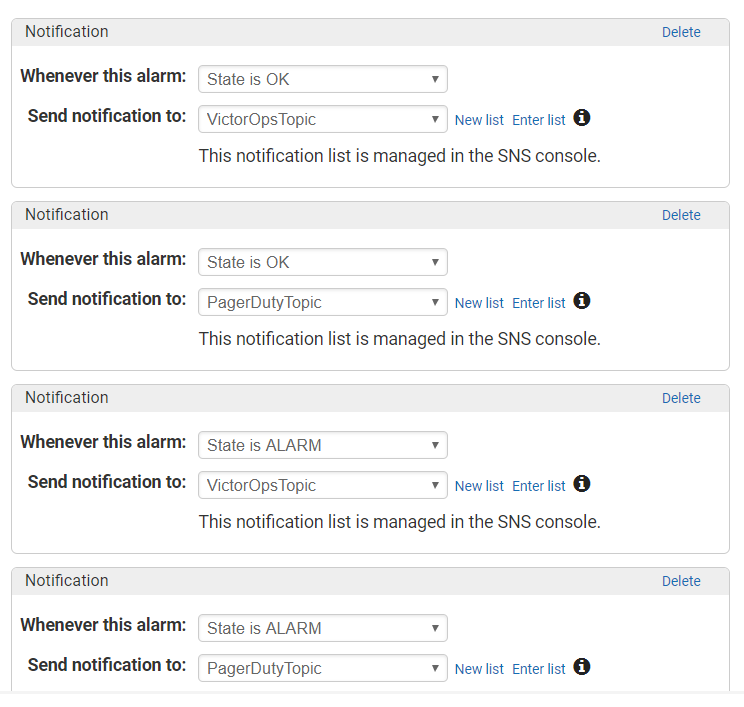 Notification Delete
Whenever this alarm: State is OK
Send notification to: VictorOpsTopic New list Enter list
This notification list is managed in the SNS console.
Notification Delete
Whenever this alarm: State is OK
Send notification to: PagerDutyTopic New list Enter list
This notification list is managed in the SNS console.
Notification Delete
Whenever this alarm: State is ALARM
Send notification to: VictorOpsTopic New list Enter list
This notification list is managed in the SNS console.
Notification Delete
Whenever this alarm: State is ALARM
Send notification to: PagerDutyTopic New list Enter list